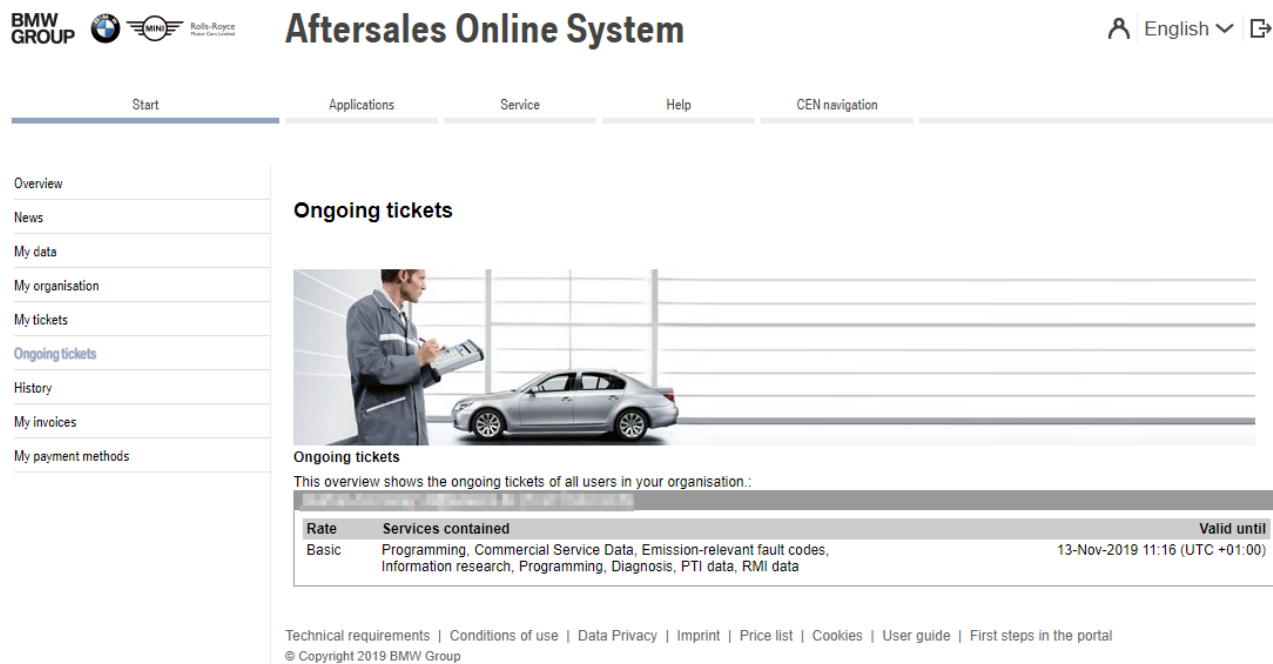 BMW
GROUP
MINI
Rolls-Royce
Motor Cars Limited
Aftersales Online System
English
Start
Applications
Service
Help
CEN navigation
Overview
News
My data
My organisation
My tickets
Ongoing tickets
History
My invoices
My payment methods
Ongoing tickets
Ongoing tickets
This overview shows the ongoing tickets of all users in your organisation.:
Rate Services contained Valid until
Basic Programming, Commercial Service Data, Emission-relevant fault codes, 13-Nov-2019 11:16 (UTC +01:00)
Information research, Programming, Diagnosis, PTI data, RMI data
Technical requirements | Conditions of use | Data Privacy | Imprint | Price list | Cookies | User guide | First steps in the portal
© Copyright 2019 BMW Group